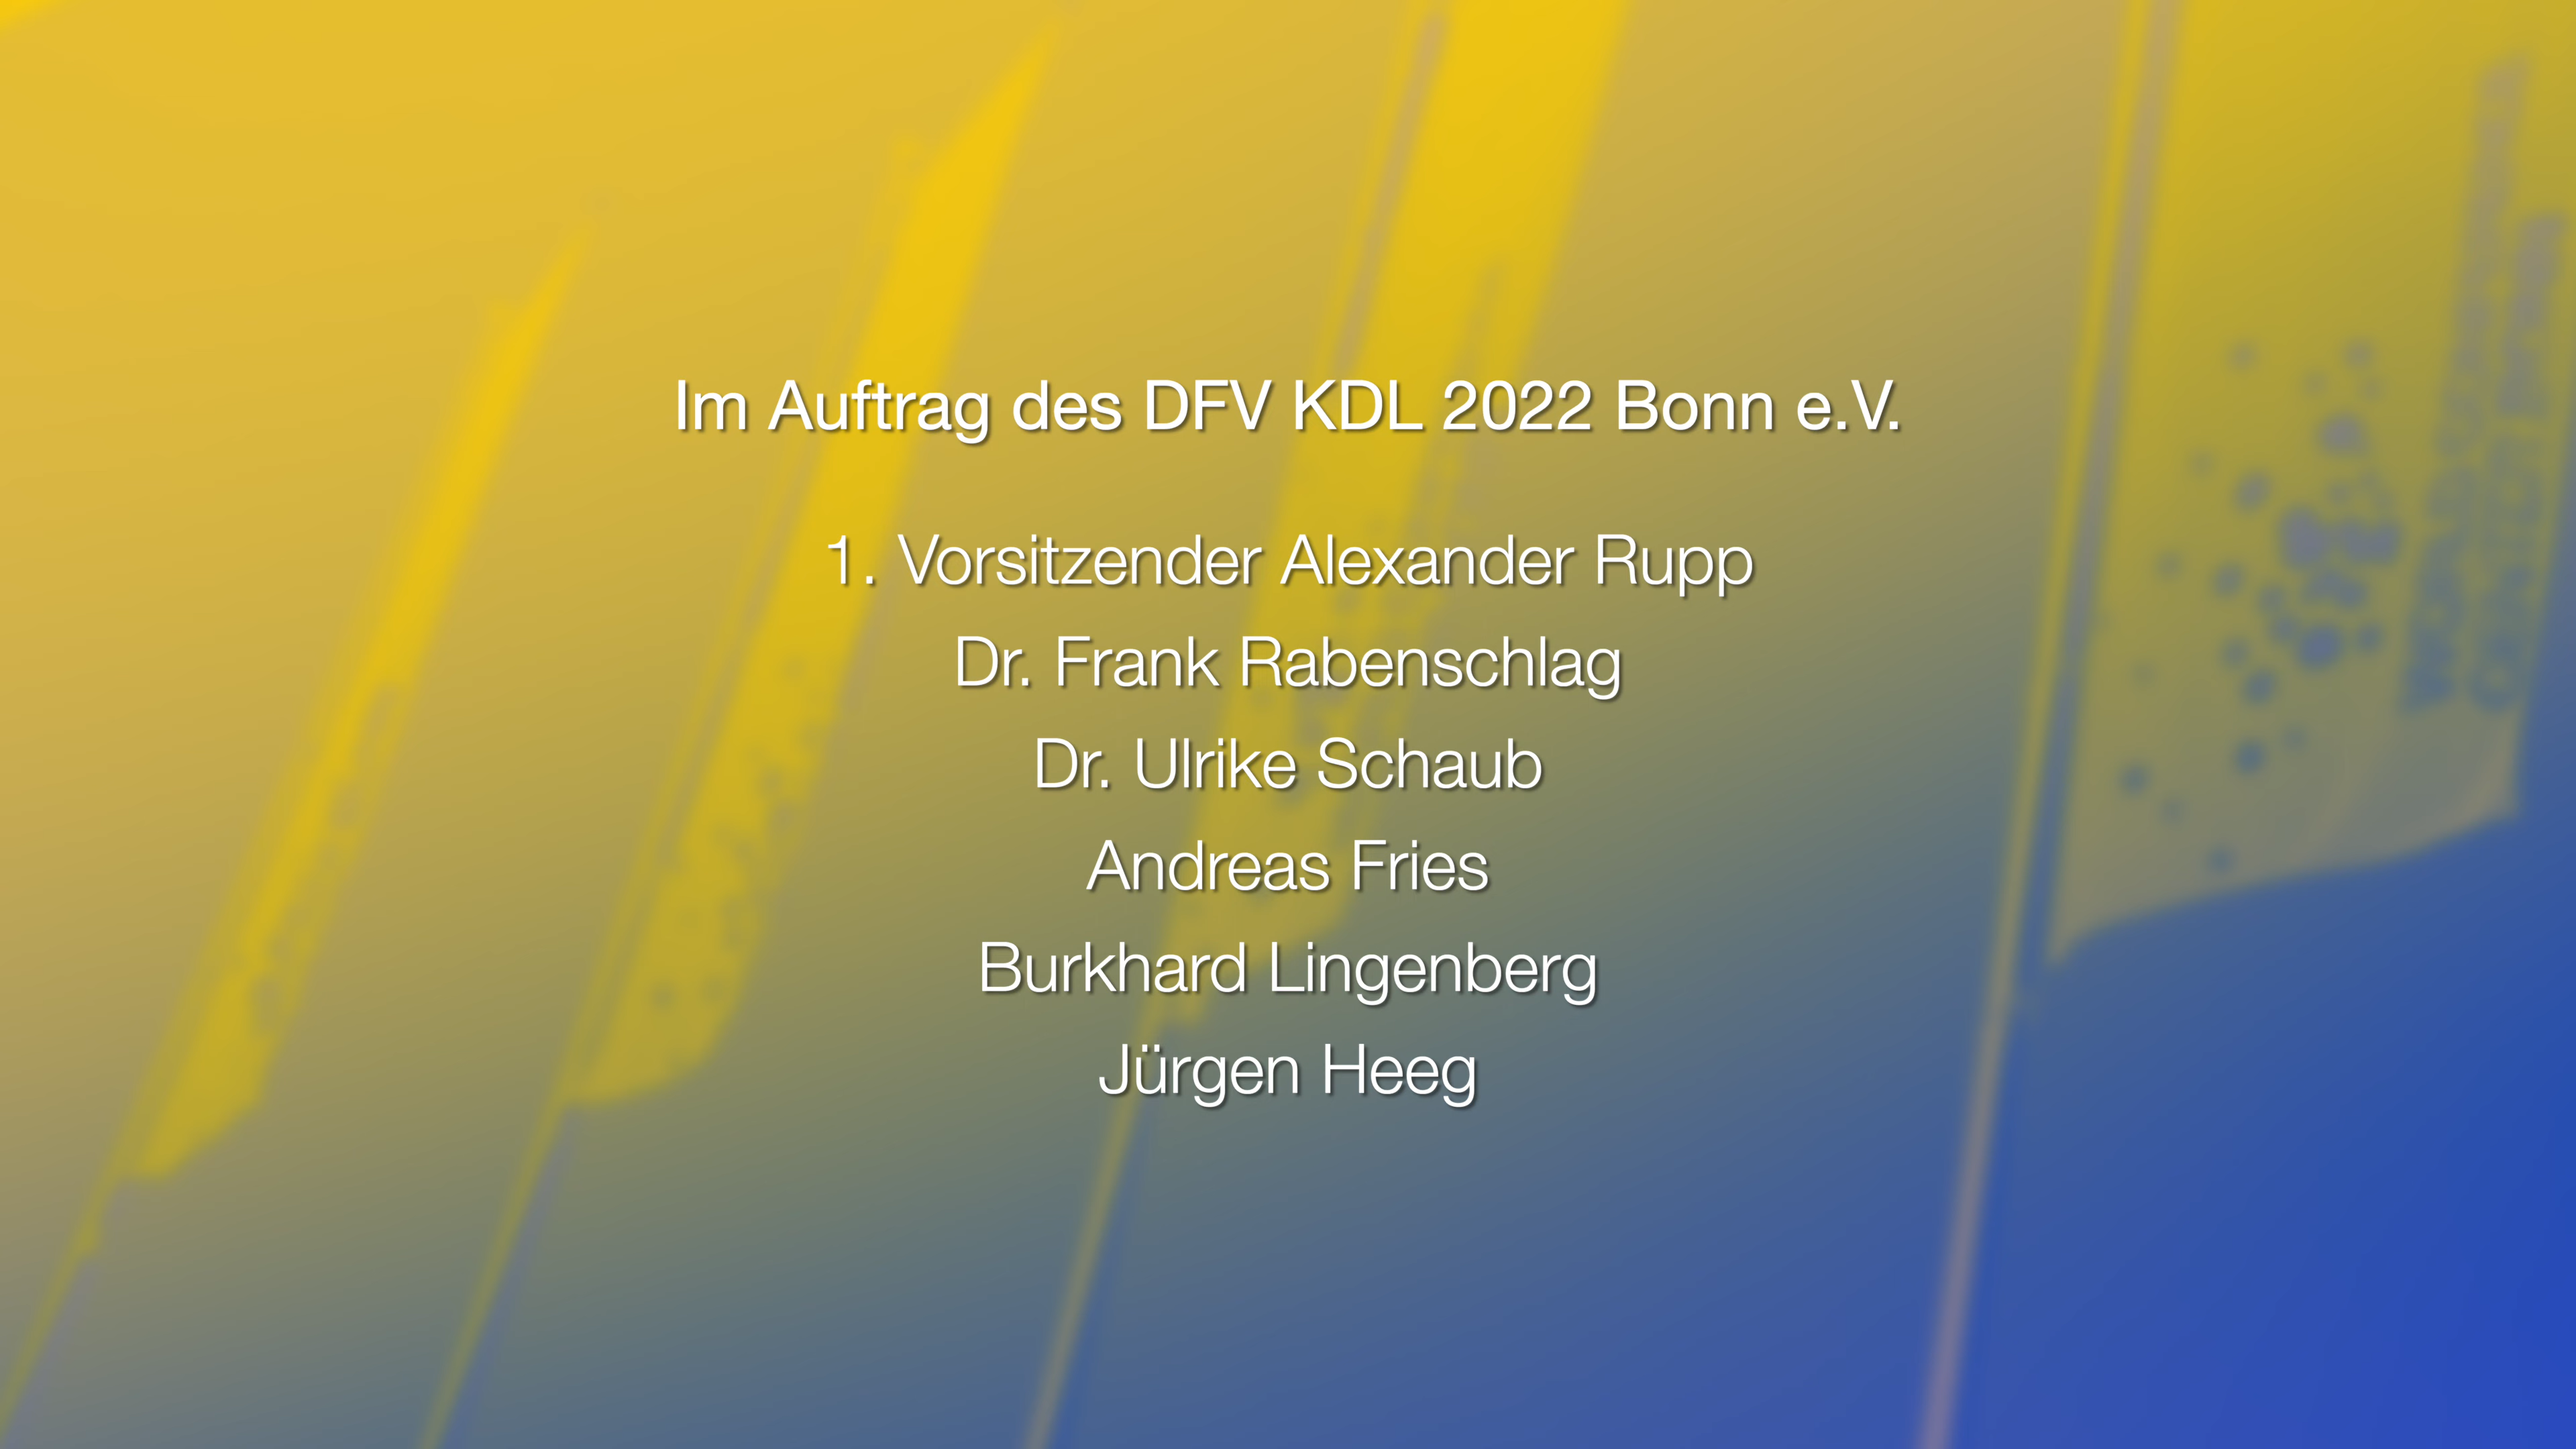 Im Auftrag des DFV KDL 2022 Bonn e.V.
1. Vorsitzender Alexander Rupp
Dr. Frank Rabenschlag
Dr. Ulrike Schaub
Andreas Fries
Burkhard Lingenberg
Jürgen Heeg